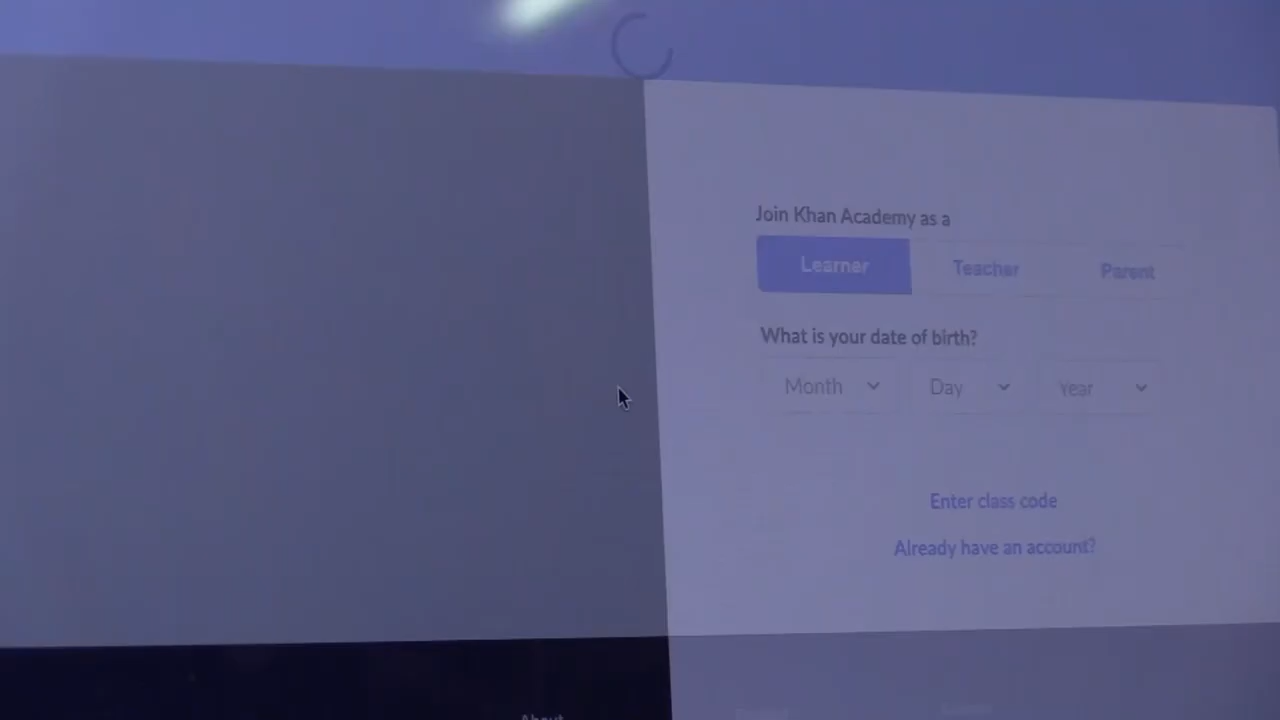 Join Khan Academy as a
Learner Teacher Parent
What is your date of birth?
Month Day Year
Enter class code
Already have an account?
About